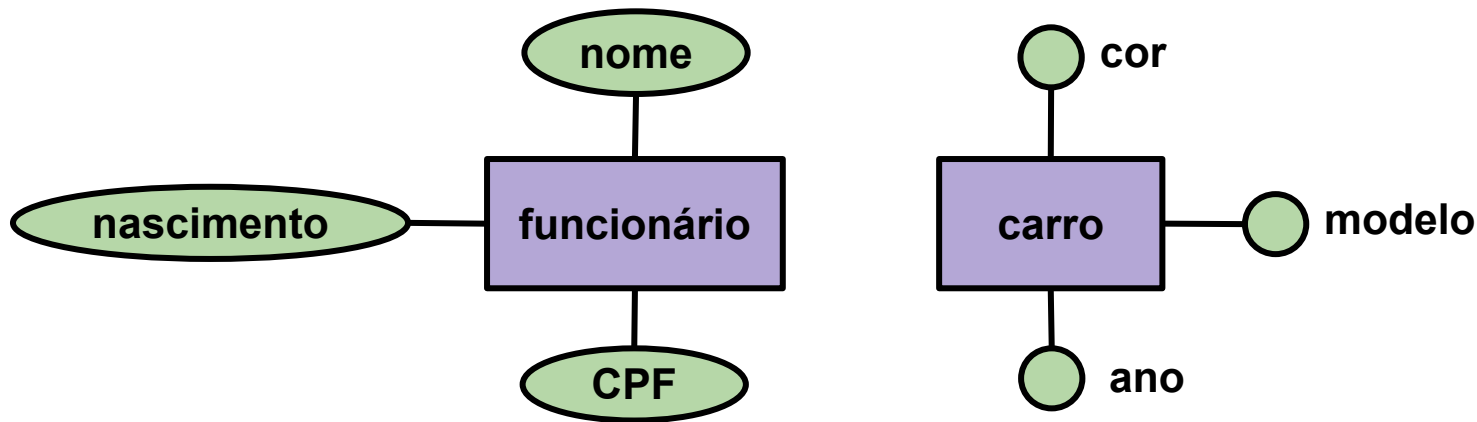 nome
nascimento
funcionário
CPF
cor
carro
modelo
ano